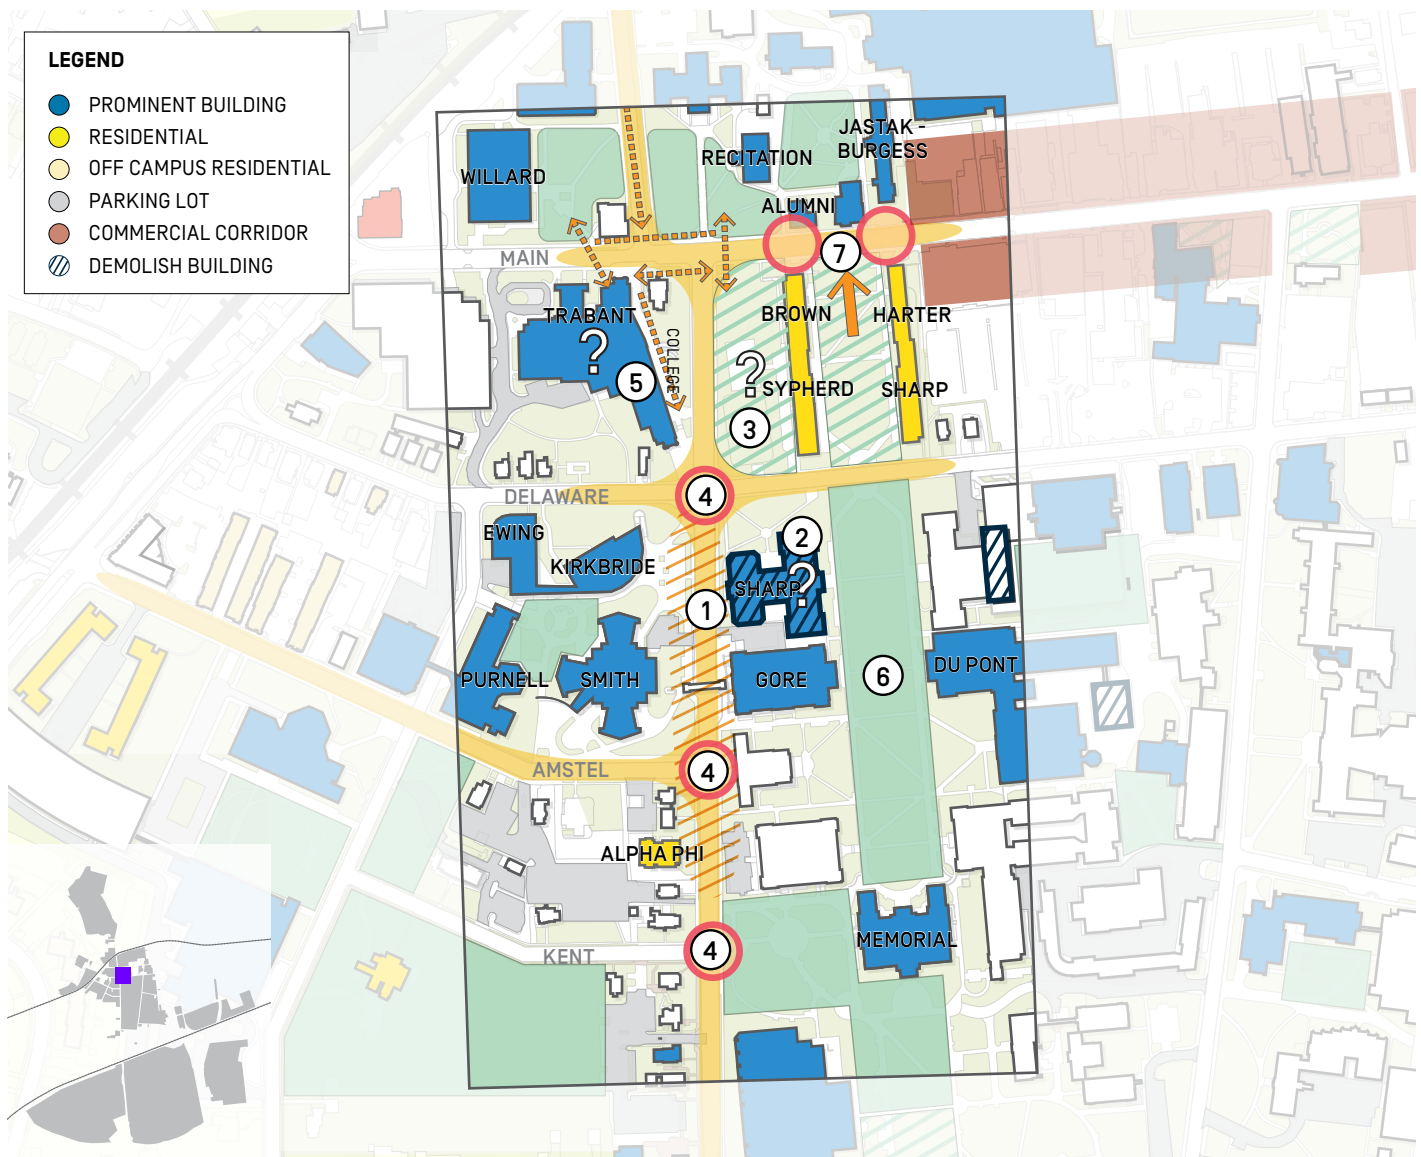 LEGEND
PROMINENT BUILDING
RESIDENTIAL
OFF CAMPUS RESIDENTIAL
PARKING LOT
COMMERCIAL CORRIDOR
DEMOLISH BUILDING
JASTAK-
BURGESS
RECITATION
WILLARD
ALUMNI
7
MAIN
TRABANT
?
5
COLLEGE
BROWN
HARTER
?
SYPHERD
SHARP
3
DELAWARE
4
EWING
KIRKBRIDE
2
SHARP
?
1
PURNELL
SMITH
GORE
6
DU PONT
AMSTEL
4
ALPHA PHI
MEMORIAL
KENT
4